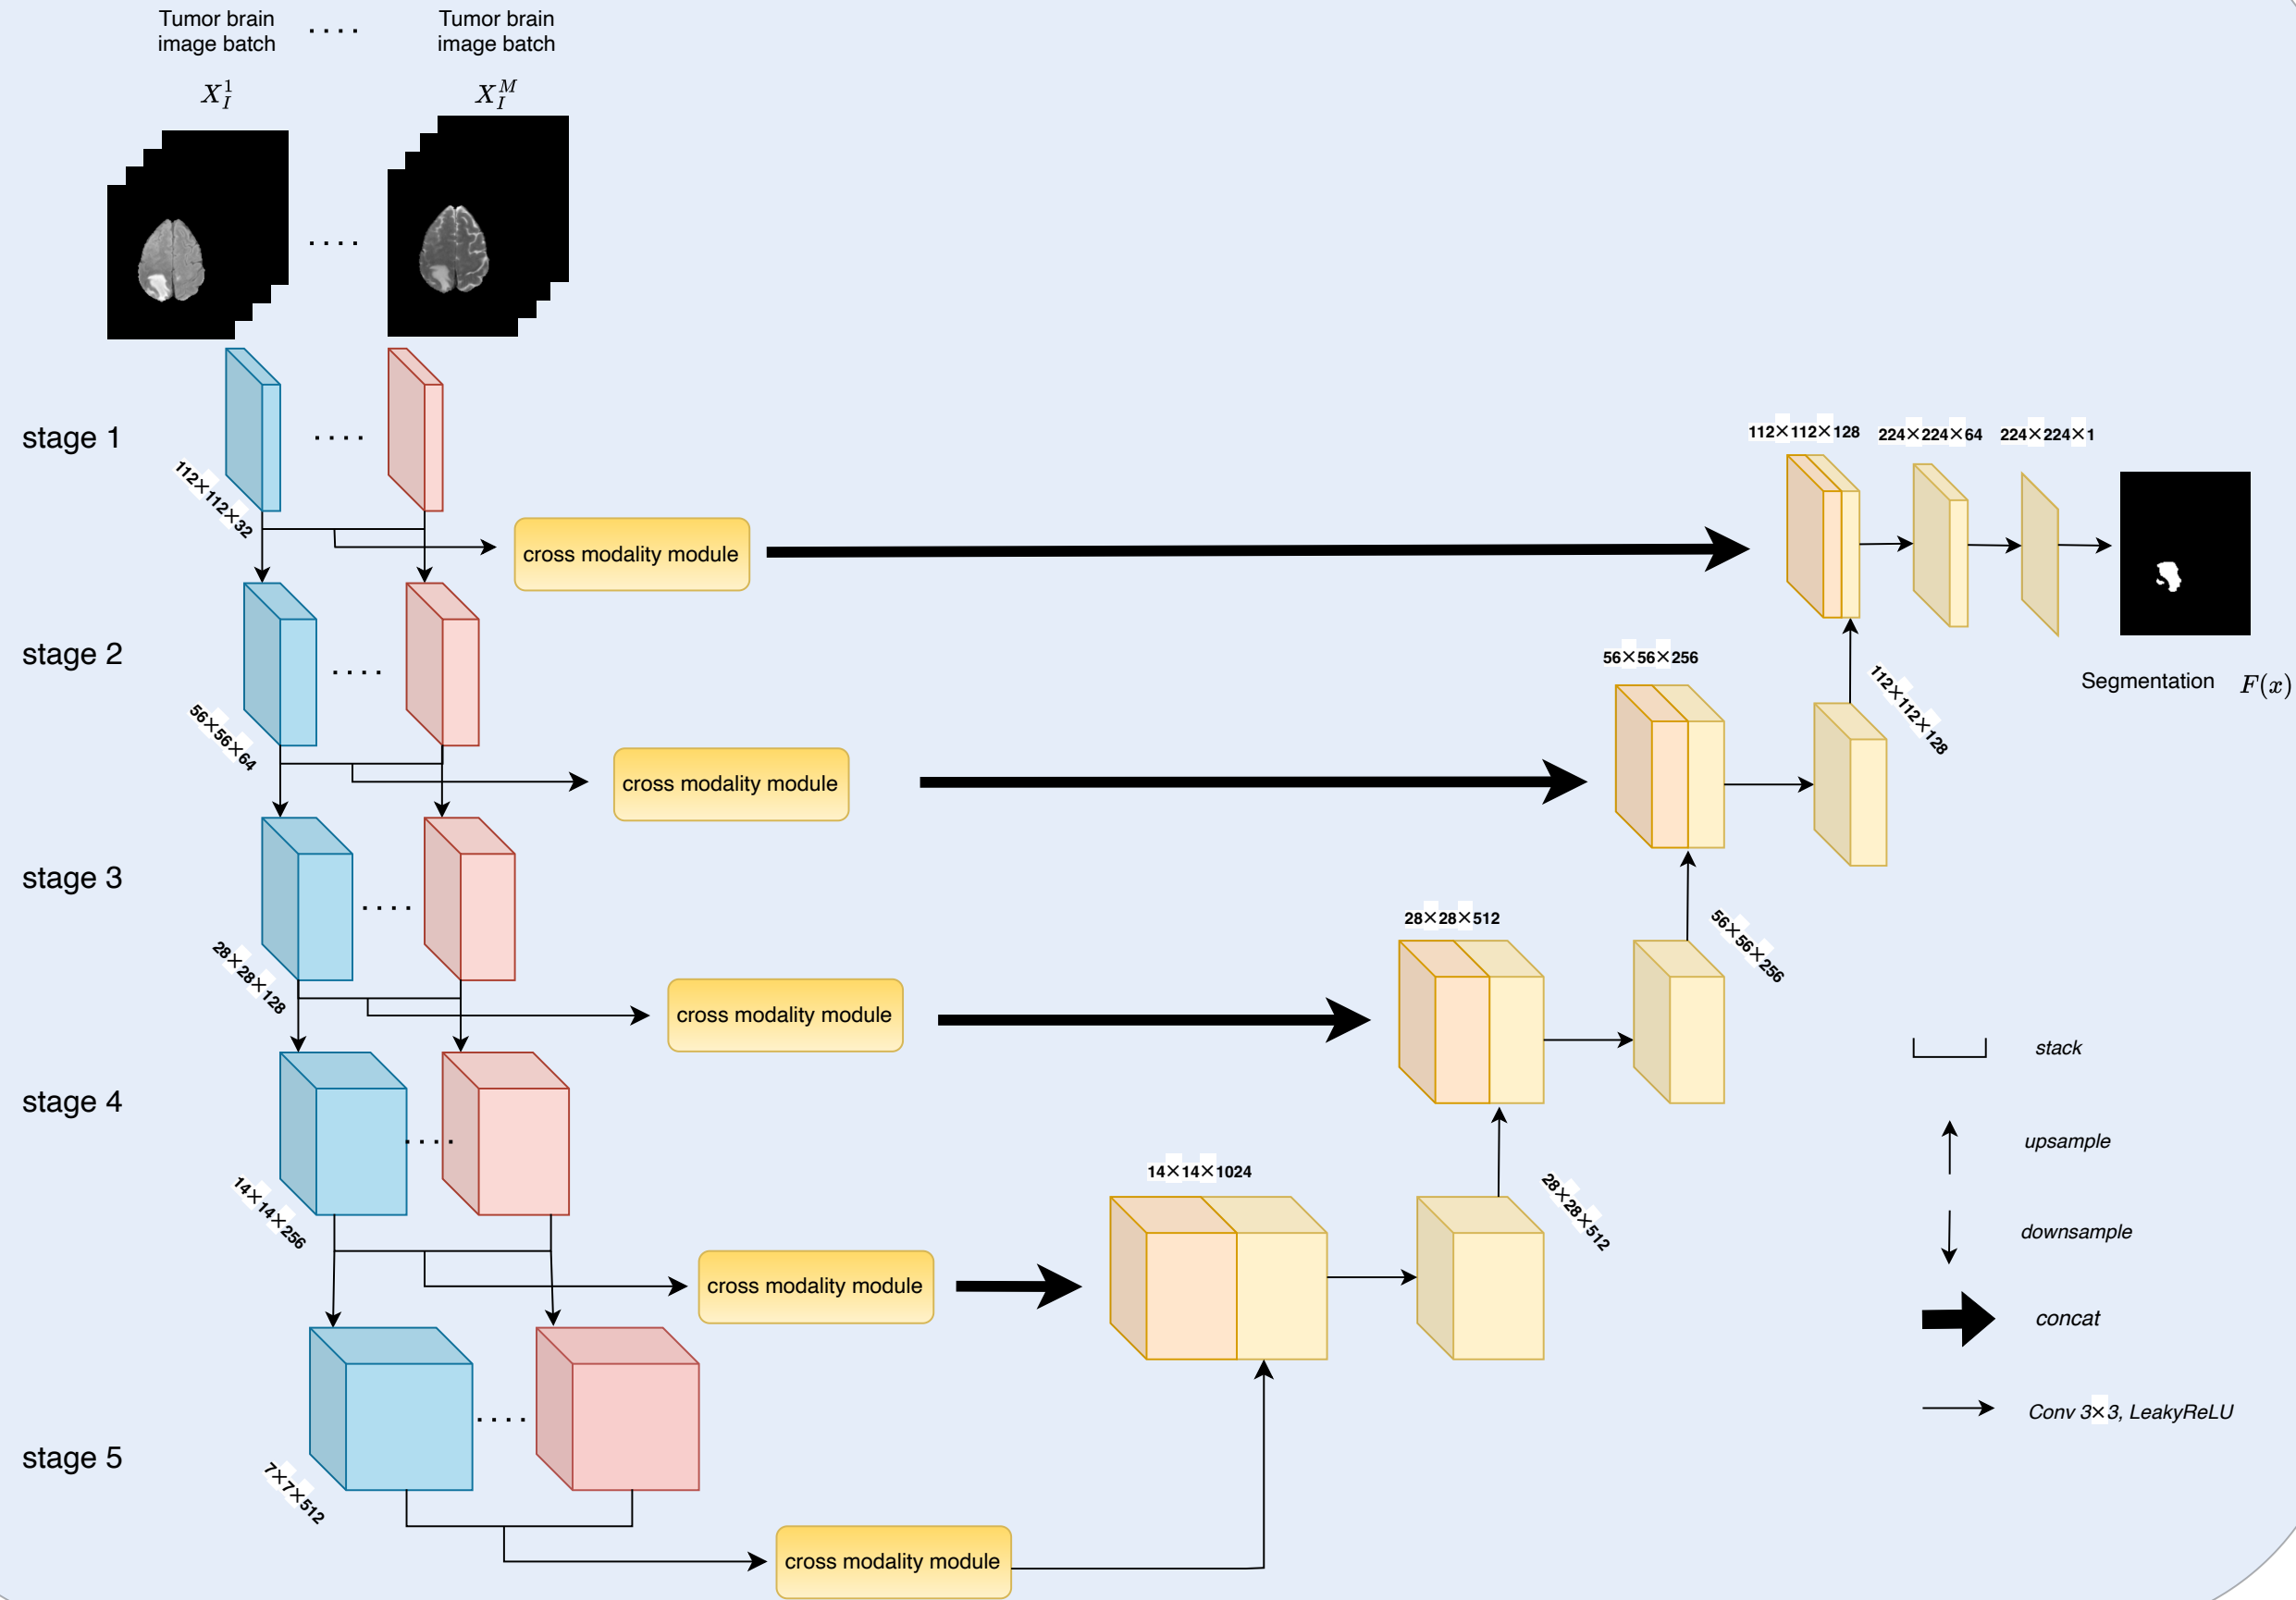 Tumor brain
image batch
. . . .
Tumor brain
image batch
X_I^1
X_I^M
. . . .
stage 1
. . . .
112×112×32
cross modality module
112×112×128
224×224×64
224×224×1
Segmentation F(x)
stage 2
. . . .
56×56×64
cross modality module
56×56×256
112×112×128
stage 3
. . . .
28×28×128
cross modality module
28×28×512
56×56×256
stage 4
. . . .
14×14×256
cross modality module
14×14×1024
28×28×512
stage 5
. . . .
7×7×512
cross modality module
stack
upsample
downsample
concat
Conv 3×3, LeakyReLU